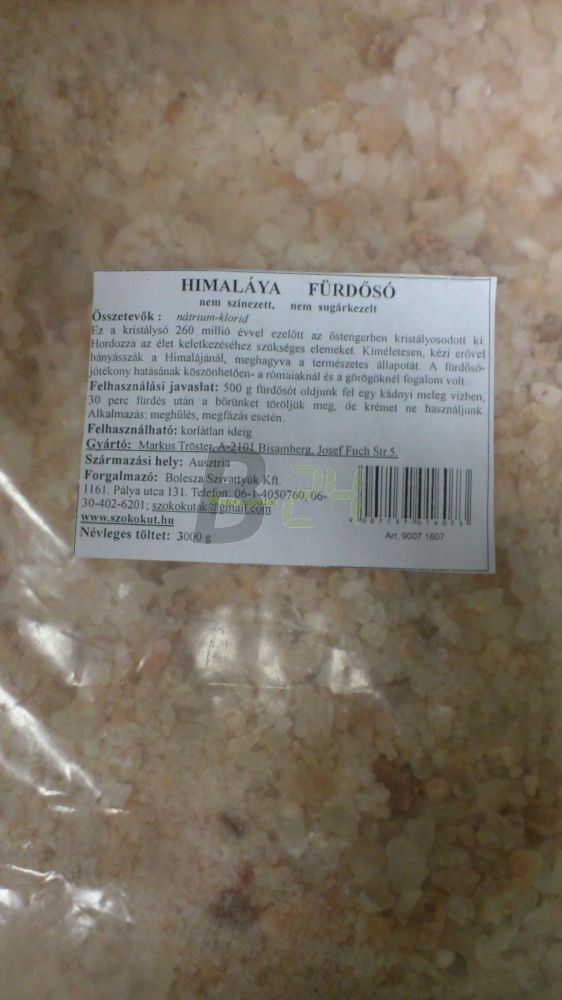 HIMALÁYA FÜRDŐSÓ
nem színezett, nem sugárkezelt
Összetevők : nátrium-klorid
Ez a kristálysó 260 millió évvel ezelőtt az őstengerben kristályosodott ki.
Hordozza az élet keletkezéséhez szükséges elemeket. Kíméletesen, kézi erővel
bányásszák a Himalájánál, meghagyva a természetes állapotát. A fürdősó-
jótékony hatásának köszönhetően- a rómaiaknál és a görögöknél fogalom volt.
Felhasználási javaslat: 500 g fürdősót oldjunk fel egy kádnyi meleg vízben,
30 perc fürdés után a bőrünket töröljük meg, de krémet ne használjunk.
Alkalmazás: meghűlés, megfázás esetén.
Felhasználható: korlátlan ideig
Gyártó: Markus Tröster, A-2101 Bisamberg, Josef Fuch Str.5.
Származási hely: Ausztria
Forgalmazó: Bolesza Szivattyúk Kft.
1161. Pálya utca 131. Telefon: 06-1-4050760, 06-
30-402-6201; szokokutak@gmail.com
www.szokokut.hu
Névleges töltet: 3000 g
9 007187 016073
Art. 9007 1607
B 24